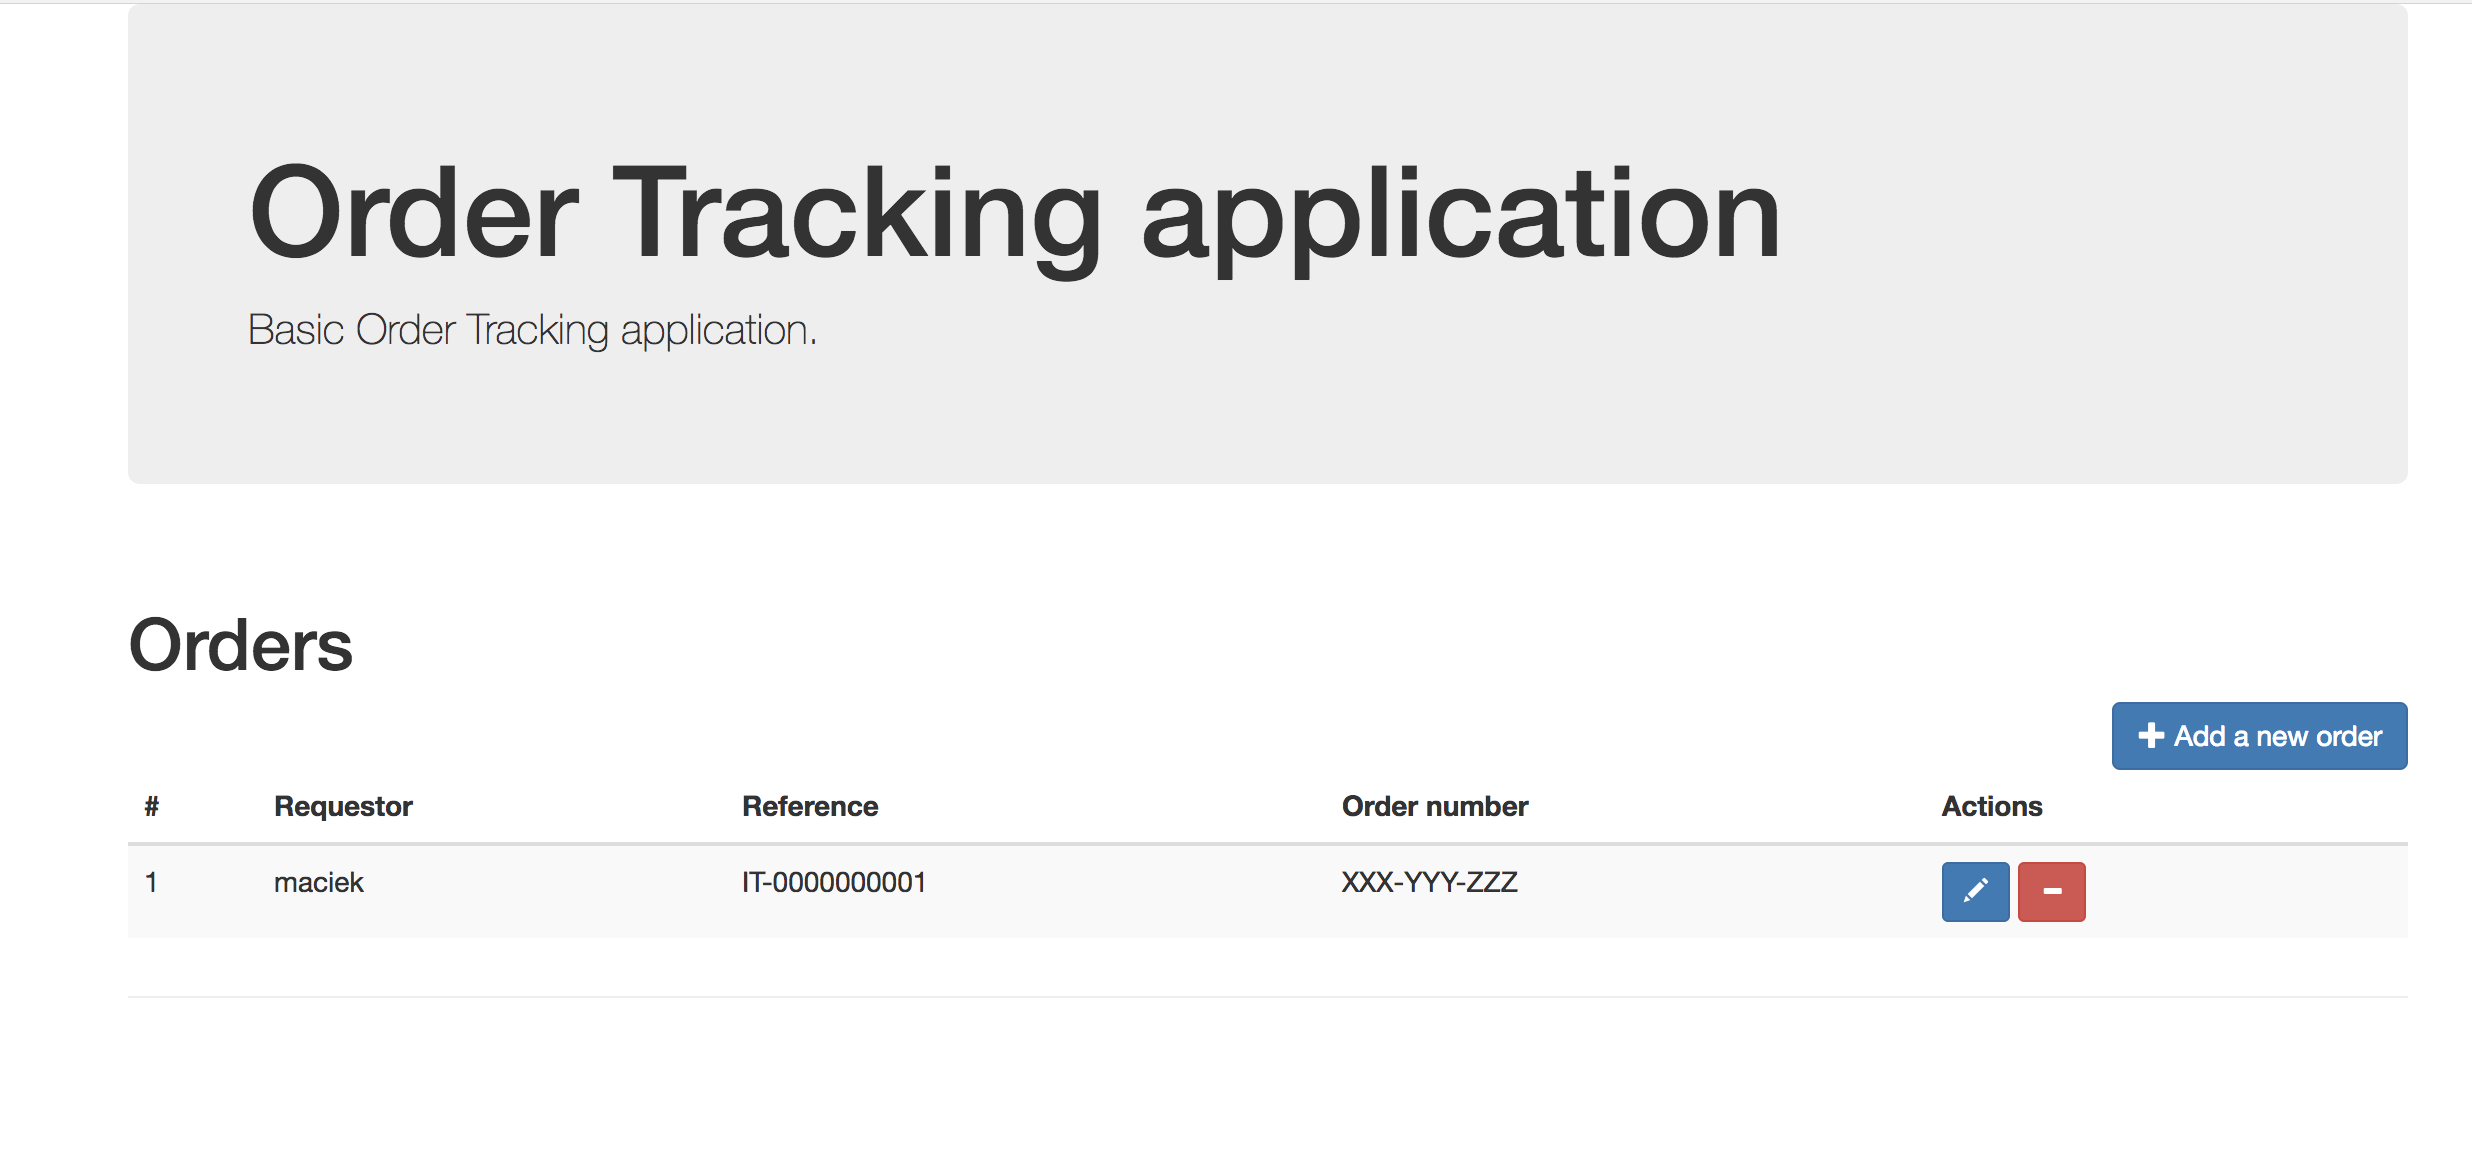 Order Tracking application
Basic Order Tracking application.
Orders
Add a new order
# Requestor Reference Order number Actions
1 maciek IT-0000000001 XXX-YYY-ZZZ